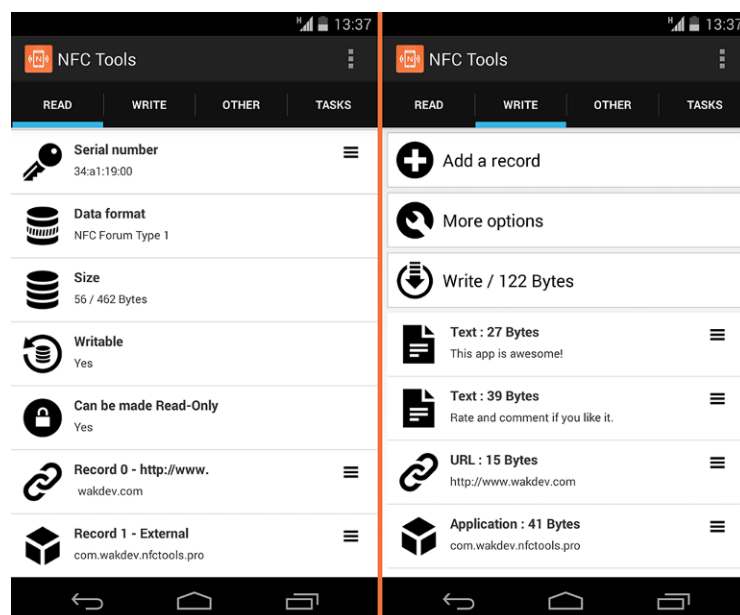 H 13:37
NFC Tools
READ WRITE OTHER TASKS
Serial number
34:a1:19:00
Data format
NFC Forum Type 1
Size
56 / 462 Bytes
Writable
Yes
Can be made Read-Only
Yes
Record 0 - http://www.
wakdev.com
Record 1 - External
com.wakdev.nfctools.pro
H 13:37
NFC Tools
READ WRITE OTHER TASKS
Add a record
More options
Write / 122 Bytes
Text : 27 Bytes
This app is awesome!
Text : 39 Bytes
Rate and comment if you like it.
URL : 15 Bytes
http://www.wakdev.com
Application : 41 Bytes
com.wakdev.nfctools.pro